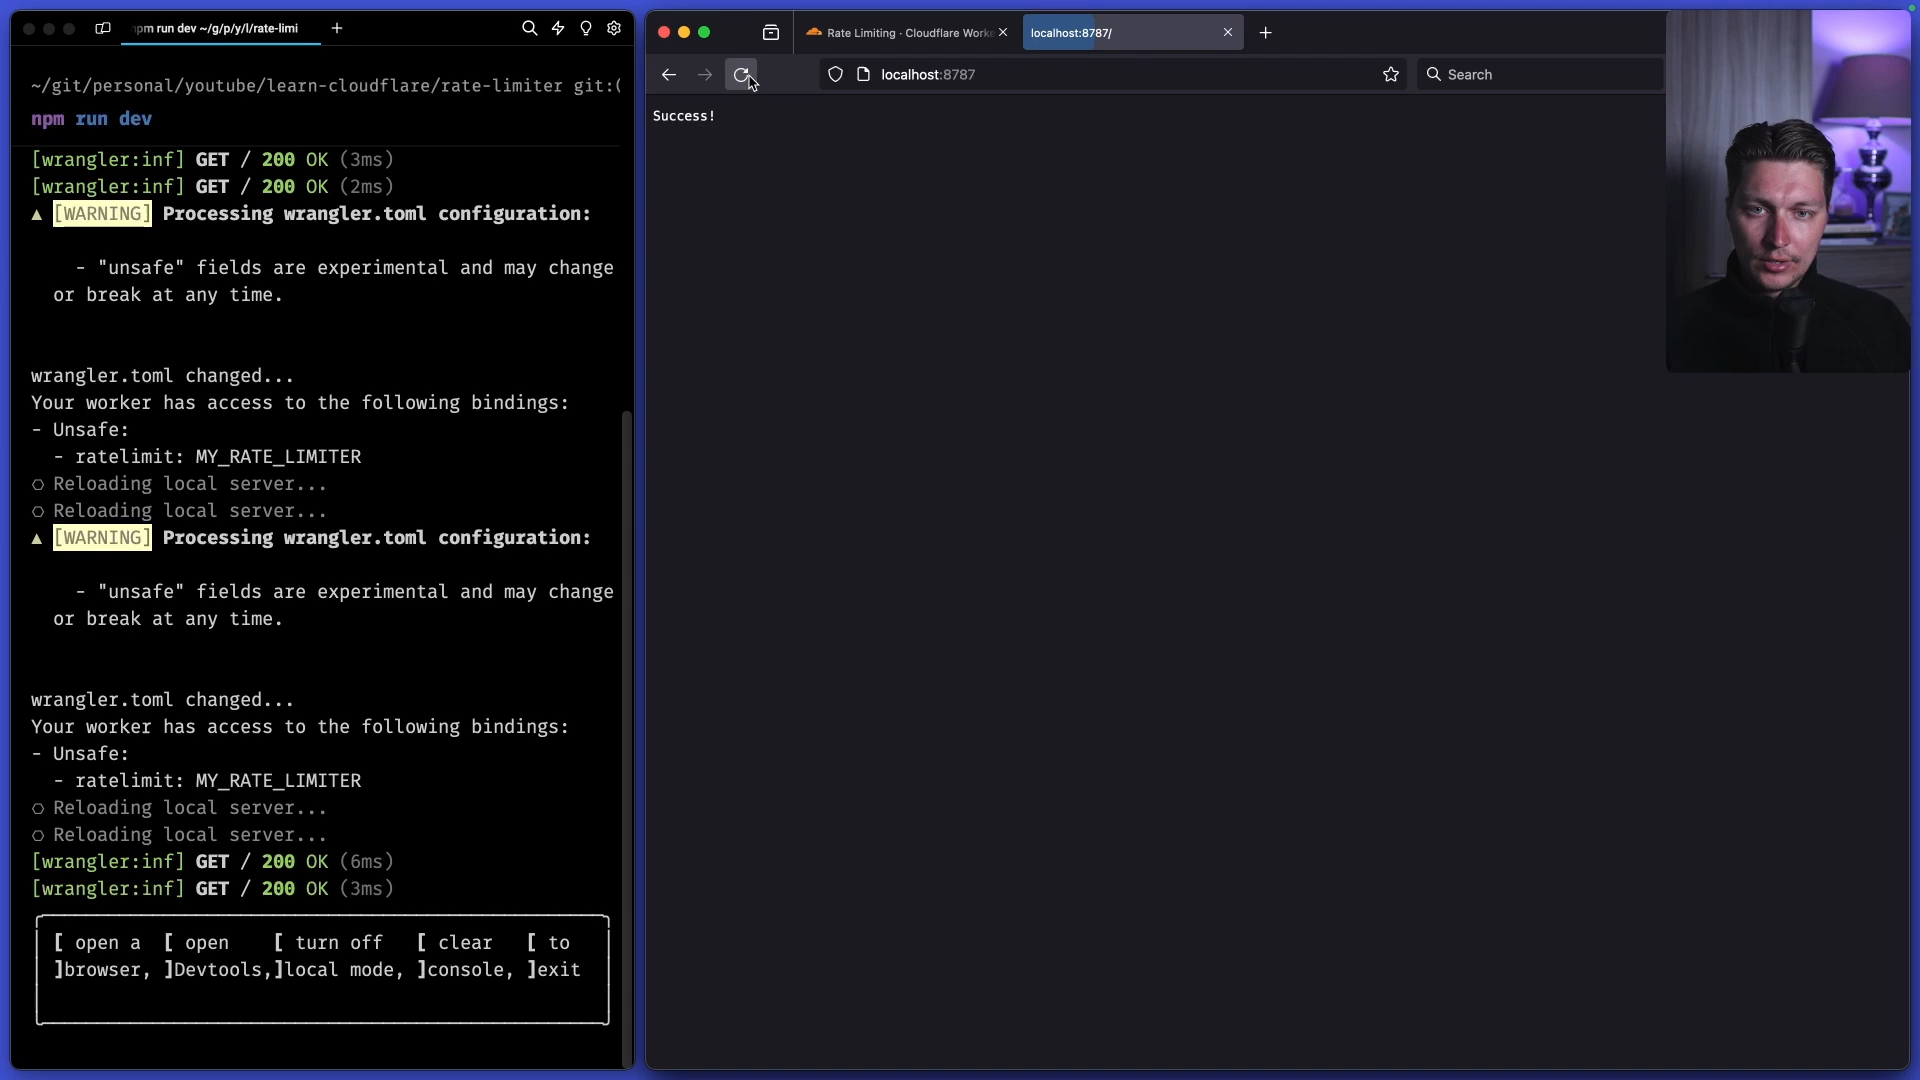 npm run dev ~/g/p/y/l/rate-limi
~/git/personal/youtube/learn-cloudflare/rate-limiter git:(
npm run dev
[wrangler:inf] GET / 200 OK (3ms)
[wrangler:inf] GET / 200 OK (2ms)
▲ [WARNING] Processing wrangler.toml configuration:
- "unsafe" fields are experimental and may change
or break at any time.
wrangler.toml changed...
Your worker has access to the following bindings:
- Unsafe:
- ratelimit: MY_RATE_LIMITER
Reloading local server...
Reloading local server...
▲ [WARNING] Processing wrangler.toml configuration:
- "unsafe" fields are experimental and may change
or break at any time.
wrangler.toml changed...
Your worker has access to the following bindings:
- Unsafe:
- ratelimit: MY_RATE_LIMITER
Reloading local server...
Reloading local server...
[wrangler:inf] GET / 200 OK (6ms)
[wrangler:inf] GET / 200 OK (3ms)
[ open a [ open [ turn off [ clear [ to
]browser, ]Devtools,]local mode, ]console, ]exit
Rate Limiting · Cloudflare Worke
localhost:8787/
localhost:8787
Search
Success!